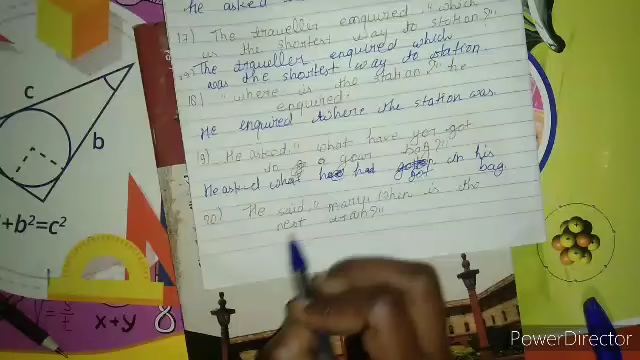 He asked
17) The traveller enquired "which
is the shortest way to station?"
The traveller enquired which
was the shortest way to station
18) "where is the station?" he
enquired.
He enquired where the station was.
19) He asked "what have you got
in your bag?"
He asked what had got in his bag.
20) He said "Mary, when is the
next train?"
c
b
+b²=c²
x+y
8
PowerDirector